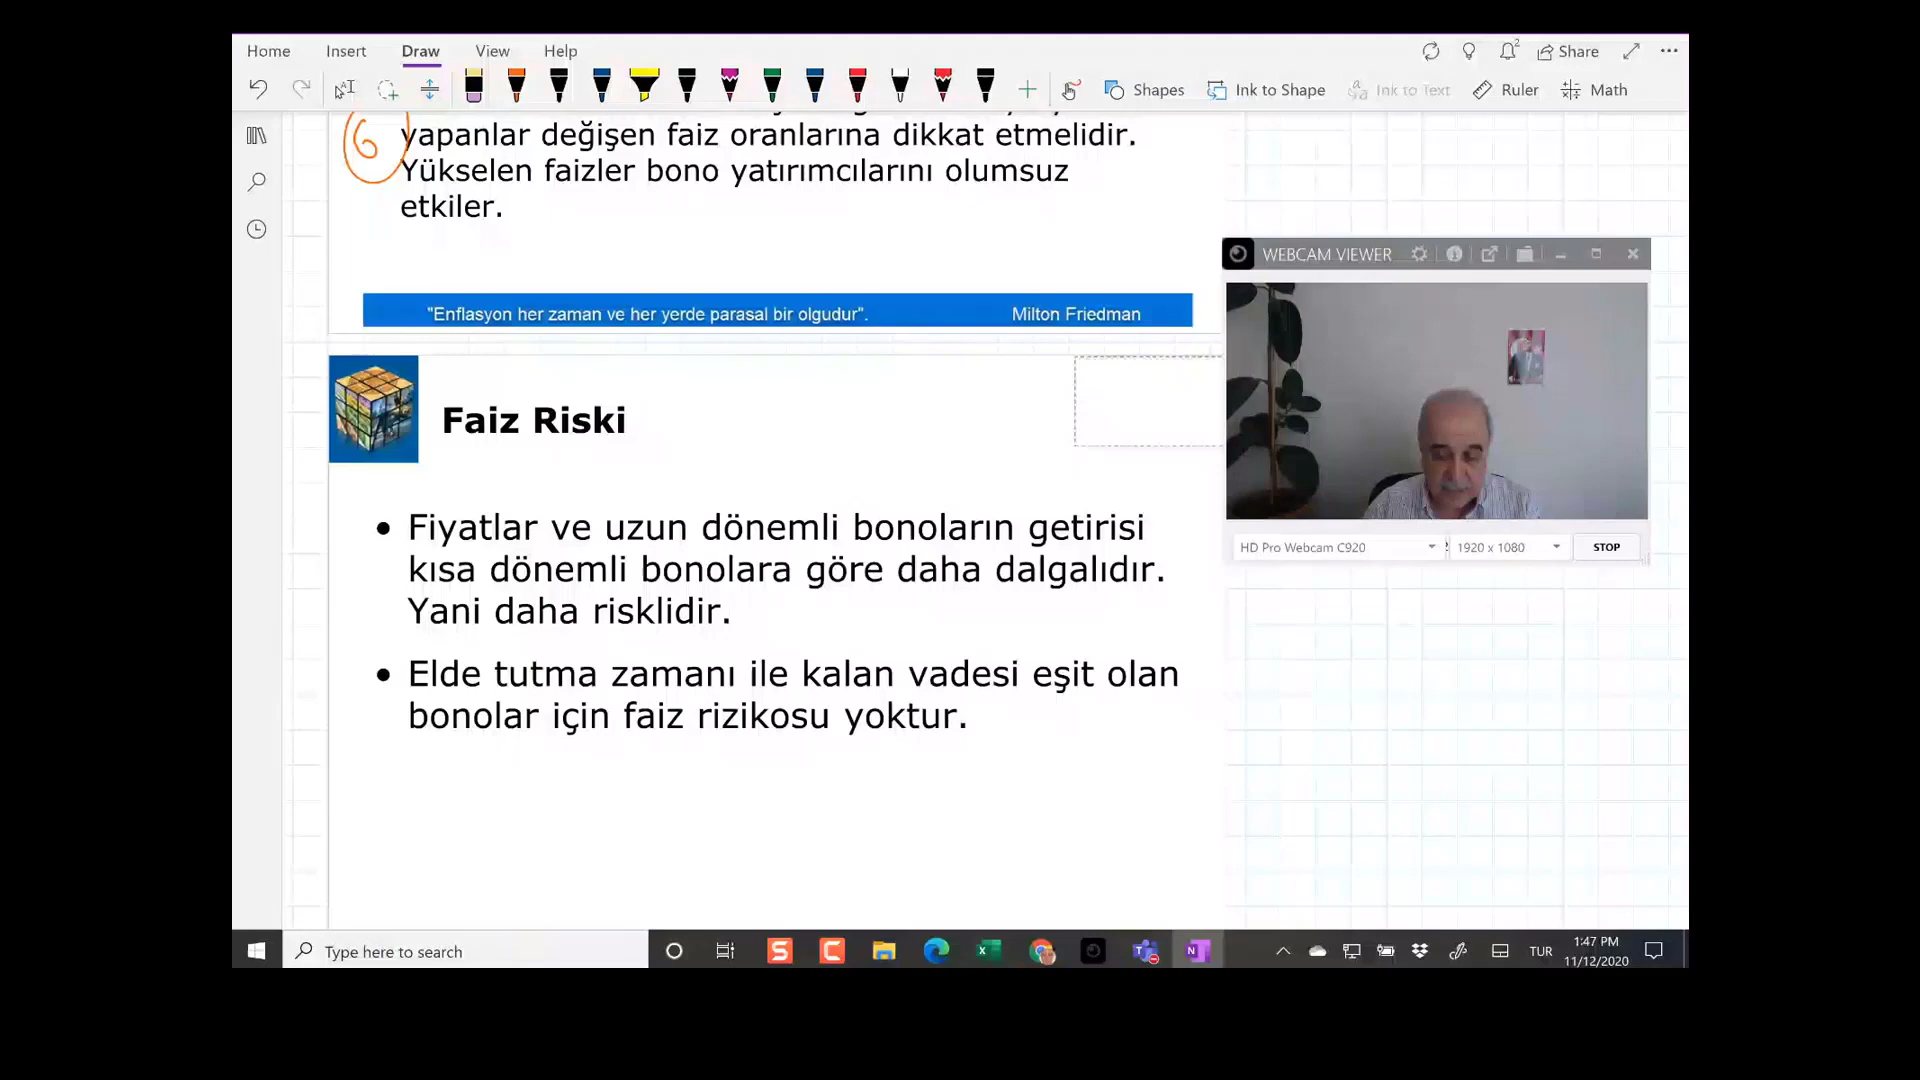 Home Insert Draw View Help
2 Share
Shapes Ink to Shape Ink to Text Ruler Math
6
yapanlar değişen faiz oranlarına dikkat etmelidir.
Yükselen faizler bono yatırımcılarını olumsuz
etkiler.
"Enflasyon her zaman ve her yerde parasal bir olgudur". Milton Friedman
WEBCAM VIEWER
HD Pro Webcam C920 1920 x 1080 STOP
Faiz Riski
• Fiyatlar ve uzun dönemli bonoların getirisi
kısa dönemli bonolara göre daha dalgalıdır.
Yani daha risklidir.
• Elde tutma zamanı ile kalan vadesi eşit olan
bonolar için faiz rizikosu yoktur.
Type here to search
TUR
1:47 PM
11/12/2020